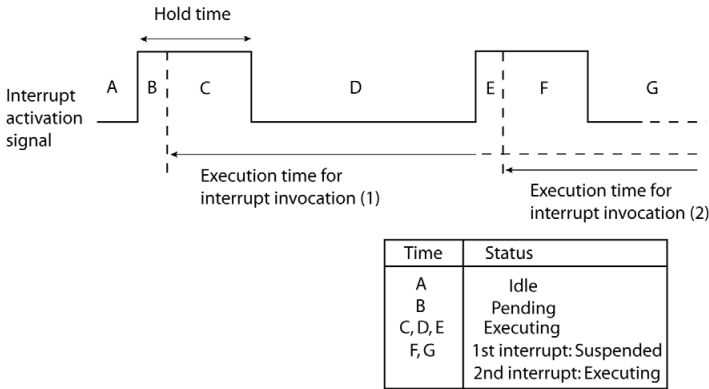 Hold time
A B C D E F G
Interrupt
activation
signal
Execution time for
interrupt invocation (1)
Execution time for
interrupt invocation (2)
Time Status
A Idle
B Pending
C, D, E Executing
F, G 1st interrupt: Suspended
2nd interrupt: Executing